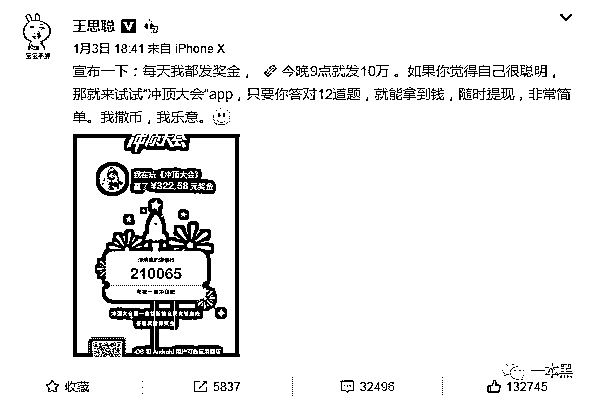 王思聪
1月3日 18:41 来自 iPhone X
宣布一下：每天我都发奖金， 今晚9点就发10万 。如果你觉得自己很聪明，
那就来试试“冲顶大会”app，只要你答对12道题，就能拿到钱，随时提现，非常简
单。我撒币，我乐意。
冲顶大会
我在玩《冲顶大会》
赢了 ¥322.58 元奖金
210065
收藏
5837
32496
132745
一本黑